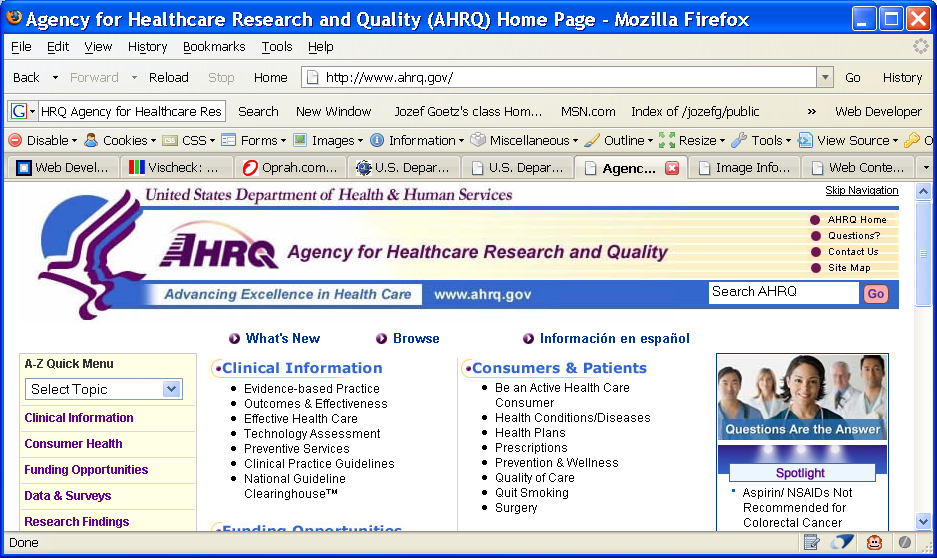 Agency for Healthcare Research and Quality (AHRQ) Home Page - Mozilla Firefox
File Edit View History Bookmarks Tools Help
Back Forward Reload Stop Home http://www.ahrq.gov/ Go History
G HRQ Agency for Healthcare Res Search New Window Jozef Goetz's class Hom... MSN.com Index of /jozefg/public » Web Developer
Disable Cookies CSS Forms Images Information Miscellaneous Outline Resize Tools View Source O
Web Devel... Vischeck: ... Oprah.com... U.S. Depar... U.S. Depar... Agenc... Image Info... Web Conte...
United States Department of Health & Human Services
Skip Navigation
AHRQ Agency for Healthcare Research and Quality
AHRQ Home
Questions?
Contact Us
Site Map
Advancing Excellence in Health Care www.ahrq.gov
Search AHRQ Go
What's New Browse Información en español
A-Z Quick Menu
Select Topic
Clinical Information
Consumer Health
Funding Opportunities
Data & Surveys
Research Findings
Clinical Information
Evidence-based Practice
Outcomes & Effectiveness
Effective Health Care
Technology Assessment
Preventive Services
Clinical Practice Guidelines
National Guideline
Clearinghouse™
Funding Opportunities
Consumers & Patients
Be an Active Health Care
Consumer
Health Conditions/Diseases
Health Plans
Prescriptions
Prevention & Wellness
Quality of Care
Quit Smoking
Surgery
Questions Are the Answer
Spotlight
Aspirin/ NSAIDs Not
Recommended for
Colorectal Cancer
Done